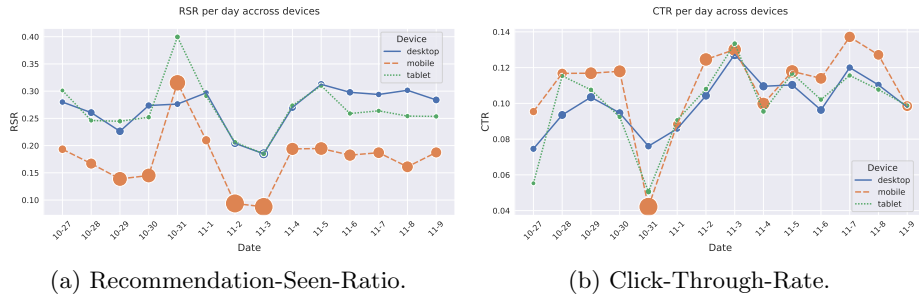 RSR per day accross devices
0.40
0.35
0.30
0.25
0.20
0.15
0.10
RSR
Device
desktop
mobile
tablet
10-27
10-28
10-29
10-30
10-31
11-1
11-2
11-3
11-4
11-5
11-6
11-7
11-8
11-9
Date
(a) Recommendation-Seen-Ratio.
CTR per day across devices
0.14
0.12
0.10
0.08
0.06
0.04
CTR
Device
desktop
mobile
tablet
10-27
10-28
10-29
10-30
10-31
11-1
11-2
11-3
11-4
11-5
11-6
11-7
11-8
11-9
Date
(b) Click-Through-Rate.